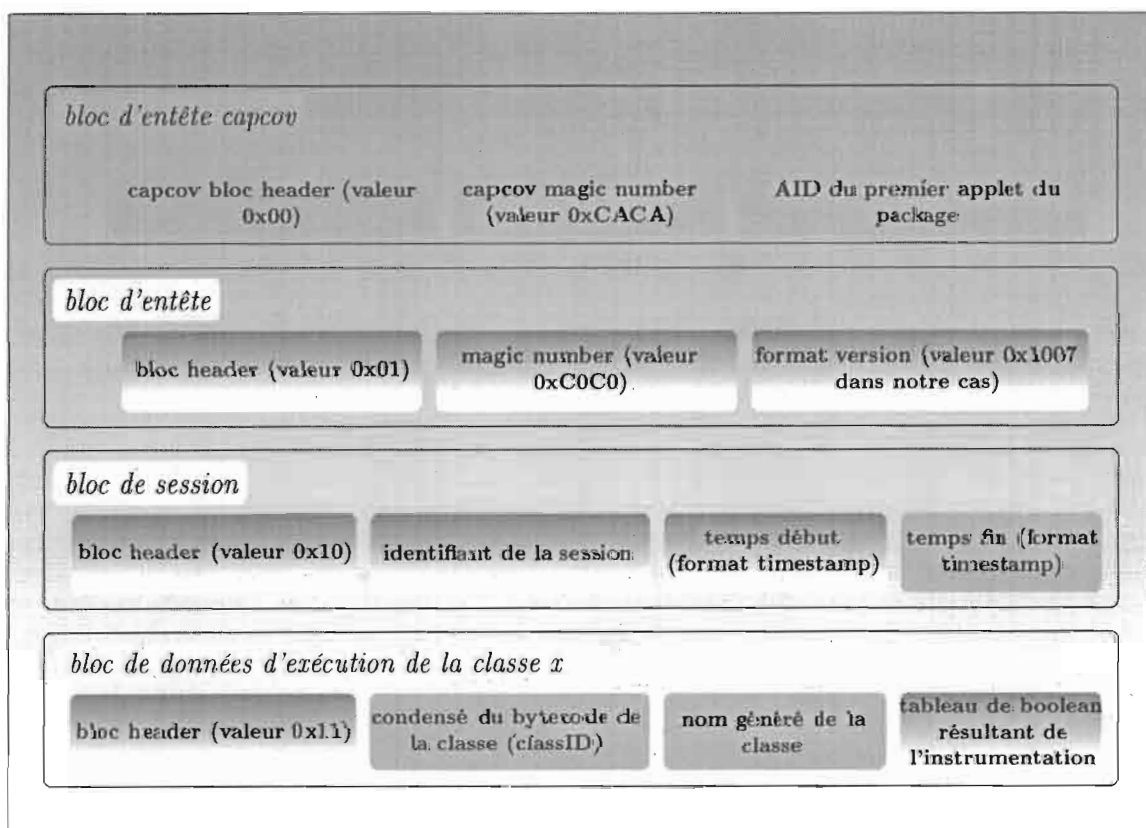 bloc d'entête capcov
capcov bloc header (valeur
0x00)
capcov magic number
(valeur 0xCACA)
AID du premier applet du
package
bloc d'entête
bloc header (valeur 0x01)
magic number (valeur
0xC0C0)
format version (valeur 0x1007
dans notre cas)
bloc de session
bloc header (valeur 0x10)
identifiant de la session
temps début
(format timestamp)
temps fin (format
timestamp)
bloc de données d'exécution de la classe x
bloc header (valeur 0x11)
condensé du bytecode de
la classe (classID)
nom généré de la
classe
tableau de boolean
résultant de
l'instrumentation